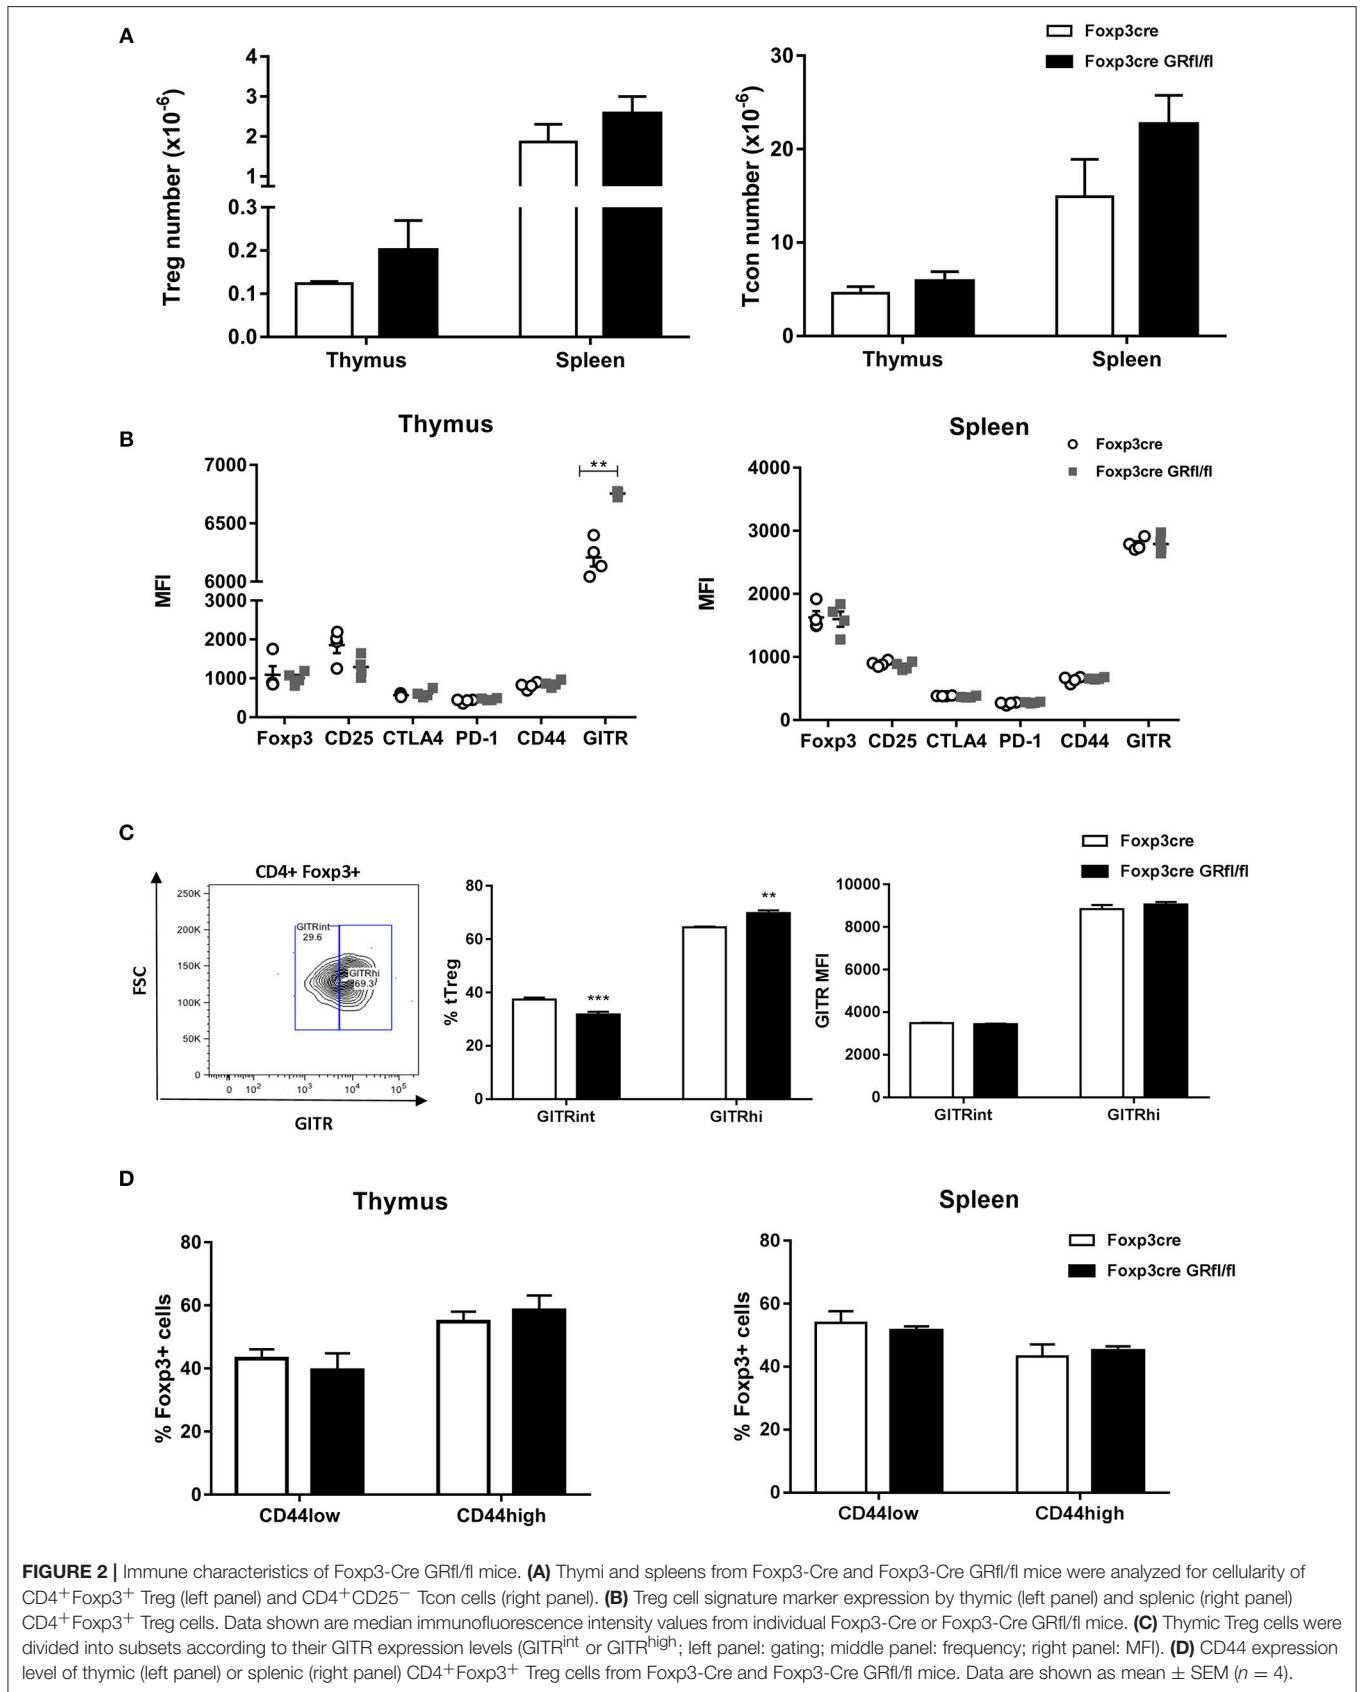 A
Foxp3cre
Foxp3cre GRfl/fl
Treg number (x10-6)
4
3
2
1
0.3
0.2
0.1
0.0
Thymus
Spleen
Tcon number (x10-6)
30
20
10
0
Thymus
Spleen
B
Thymus
MFI
7000
6500
6000
3000
2000
1000
0
**
Foxp3 CD25 CTLA4 PD-1 CD44 GITR
Spleen
Foxp3cre
Foxp3cre GRfl/fl
MFI
4000
3000
2000
1000
0
Foxp3 CD25 CTLA4 PD-1 CD44 GITR
C
CD4+ Foxp3+
FSC
250K
200K
150K
100K
50K
0
GITRint
29.6
GITRhi
69.3
0 10² 10³ 10⁴ 10⁵
GITR
% tTreg
80
60
40
20
0
***
**
GITRint
GITRhi
Foxp3cre
Foxp3cre GRfl/fl
GITR MFI
10000
8000
6000
4000
2000
0
GITRint
GITRhi
D
Thymus
% Foxp3+ cells
80
60
40
20
0
CD44low
CD44high
Spleen
Foxp3cre
Foxp3cre GRfl/fl
% Foxp3+ cells
80
60
40
20
0
CD44low
CD44high
FIGURE 2 | Immune characteristics of Foxp3-Cre GRfl/fl mice. (A) Thymi and spleens from Foxp3-Cre and Foxp3-Cre GRfl/fl mice were analyzed for cellularity of
CD4⁺Foxp3⁺ Treg (left panel) and CD4⁺CD25⁻ Tcon cells (right panel). (B) Treg cell signature marker expression by thymic (left panel) and splenic (right panel)
CD4⁺Foxp3⁺ Treg cells. Data shown are median immunofluorescence intensity values from individual Foxp3-Cre or Foxp3-Cre GRfl/fl mice. (C) Thymic Treg cells were
divided into subsets according to their GITR expression levels (GITRint or GITRhigh; left panel: gating; middle panel: frequency; right panel: MFI). (D) CD44 expression
level of thymic (left panel) or splenic (right panel) CD4⁺Foxp3⁺ Treg cells from Foxp3-Cre and Foxp3-Cre GRfl/fl mice. Data are shown as mean ± SEM (n = 4).